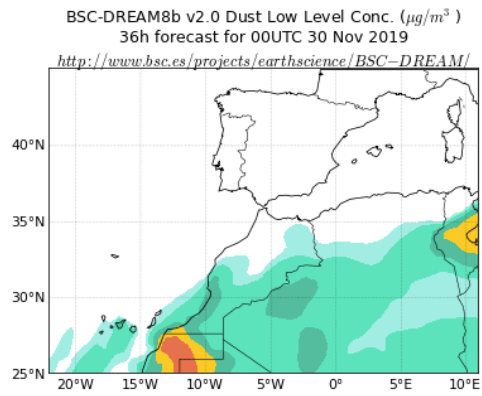 BSC-DREAM8b v2.0 Dust Low Level Conc. (μg/m³ )
36h forecast for 00UTC 30 Nov 2019
http://www.bsc.es/projects/earthscience/BSC−DREAM/
40°N
35°N
30°N
25°N
20°W 15°W 10°W 5°W 0° 5°E 10°E